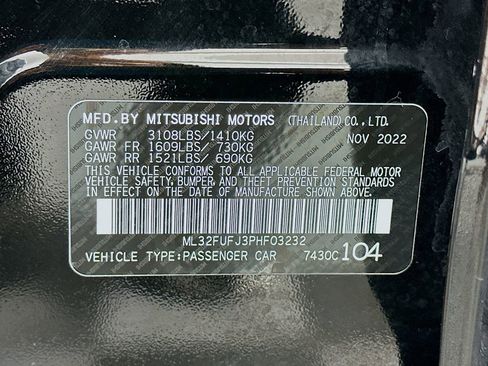 MFD.BY MITSUBISHI MOTORS (THAILAND)CO.,LTD.
GVWR 3108LBS/1410KG NOV 2022
GAWR FR 1609LBS/ 730KG
GAWR RR 1521LBS/ 690KG
THIS VEHICLE CONFORMS TO ALL APPLICABLE FEDERAL MOTOR
VEHICLE SAFETY, BUMPER, AND THEFT PREVENTION STANDARDS
IN EFFECT ON THE DATE OF MANUFACTURE SHOWN ABOVE.
ML32FUFJ3PHF03232
VEHICLE TYPE:PASSENGER CAR 7430C 104